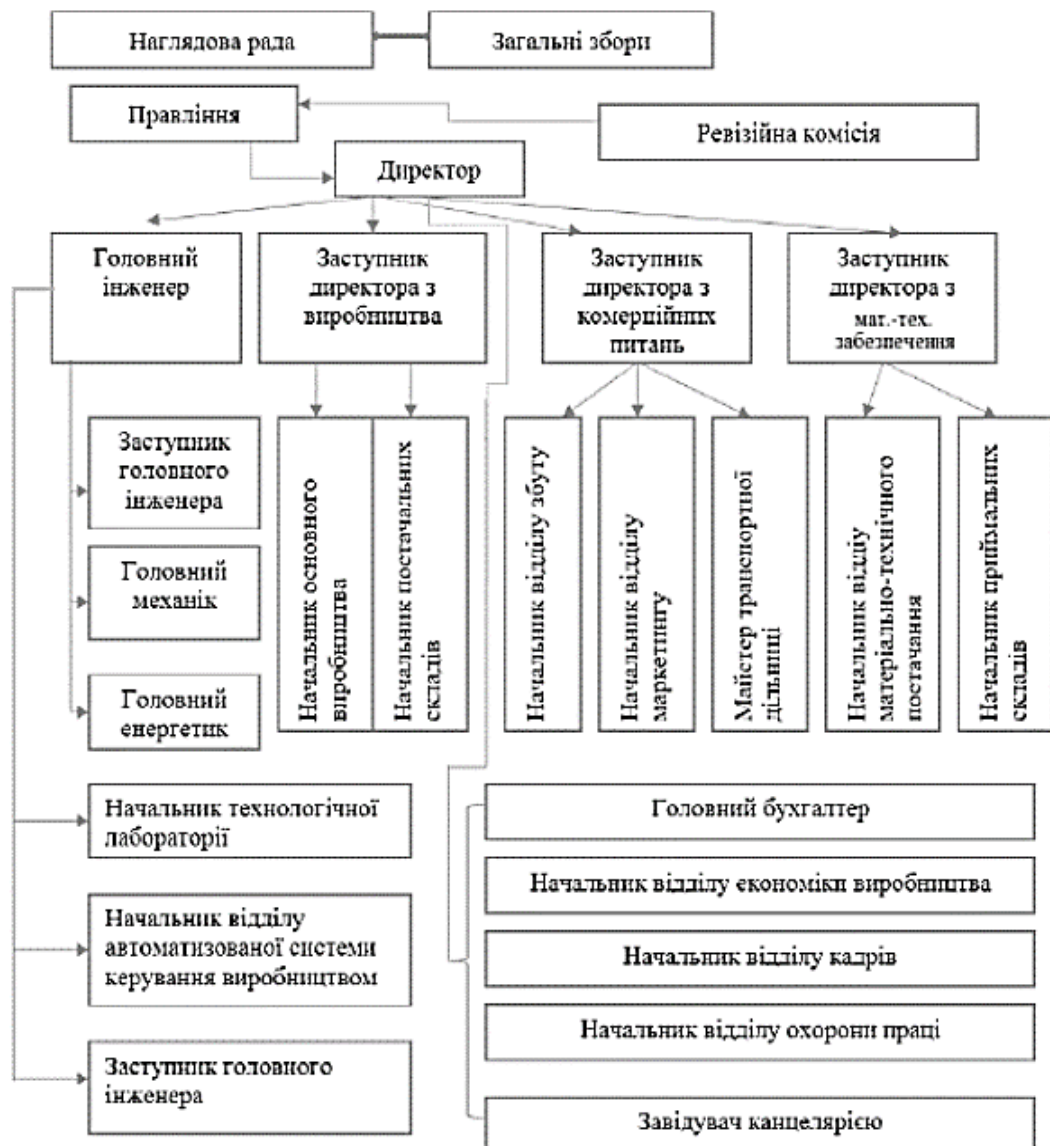 Наглядова рада
Загальні збори
Правління
Ревізійна комісія
Директор
Головний
інженер
Заступник
директора з
виробництва
Заступник
директора з
комерційних
питань
Заступник
директора з
мат.-тех.
забезпечення
Заступник
головного
інженера
Головний
механік
Головний
енергетик
Начальник основного
виробництва
Начальник постачальних
складів
Начальник відділу збуту
Начальник відділу
маркетингу
Майстер транспортної
дільниці
Начальник відділу
матеріально-технічного
постачання
Начальник приймальних
складів
Начальник технологічної
лабораторії
Начальник відділу
автоматизованої системи
керування виробництвом
Заступник головного
інженера
Головний бухгалтер
Начальник відділу економіки виробництва
Начальник відділу кадрів
Начальник відділу охорони праці
Завідувач канцелярією